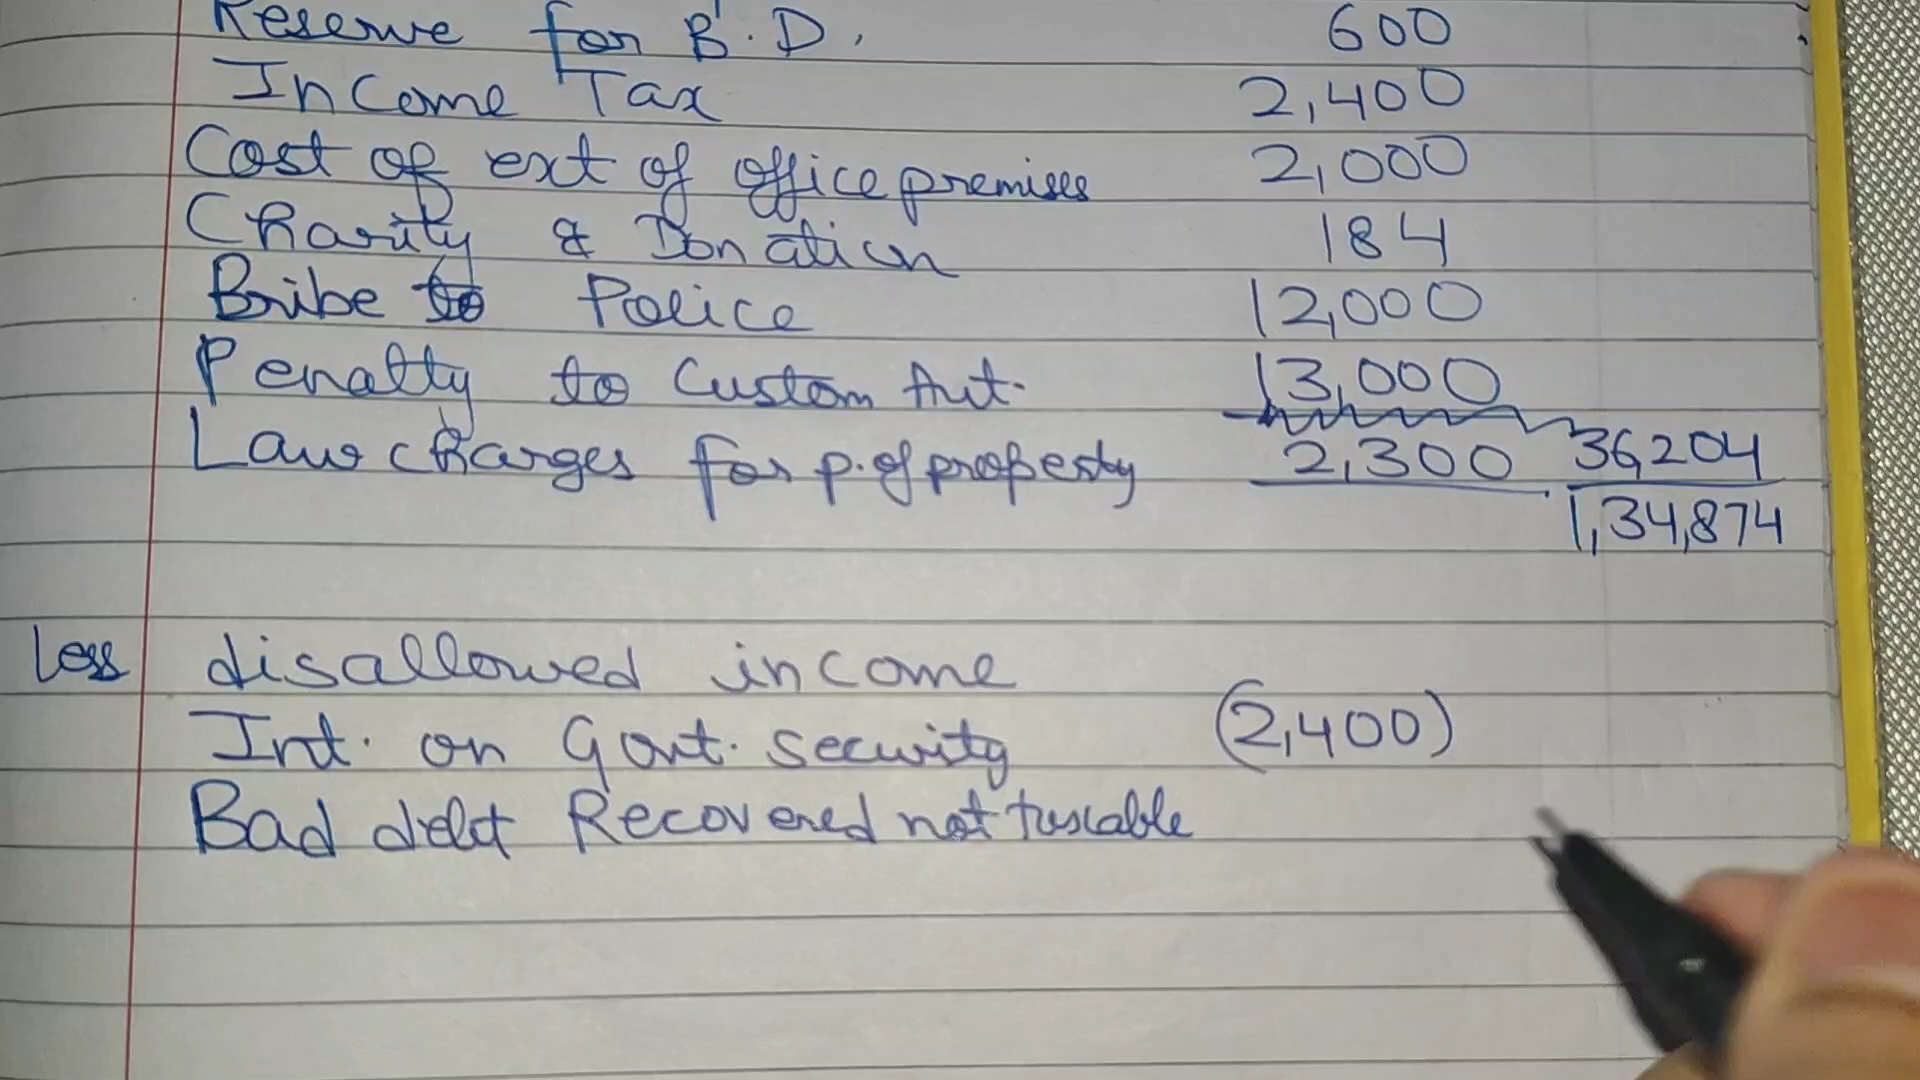 Reserve for B.D. 600
Income Tax 2,400
Cost of ext of office premises 2,000
Charity & Donation 184
Bribe to Police 12,000
Penalty to Custom Aut. 13,000
Law charges for p. of property 2,300 36,204
1,34,874
Less disallowed income
Int. on Govt. security (2,400)
Bad debt Recovered not taxable